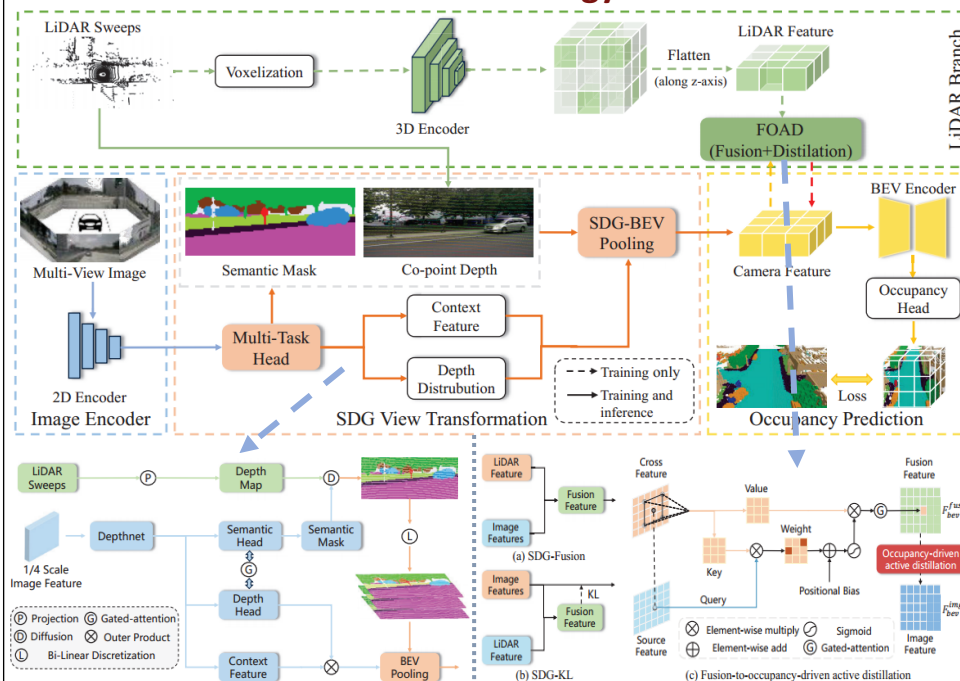 LiDAR Sweeps
Voxelization
3D Encoder
Flatten
(along z-axis)
LiDAR Feature
LiDAR Branch
FOAD
(Fusion+Distilation)
Multi-View Image
2D Encoder
Image Encoder
Semantic Mask
Co-point Depth
Multi-Task
Head
Context
Feature
Depth
Distrubution
SDG-BEV
Pooling
Training only
Training and
inference
SDG View Transformation
Camera Feature
BEV Encoder
Occupancy
Head
Loss
Occupancy Prediction
LiDAR
Sweeps
P
Depth
Map
D
L
1/4 Scale
Image Feature
Depthnet
Semantic
Head
Semantic
Mask
G
Depth
Head
Context
Feature
BEV
Pooling
P Projection G Gated-attention
D Diffusion Outer Product
L Bi-Linear Discretization
LiDAR
Feature
Image
Features
Fusion
Feature
(a) SDG-Fusion
Image
Features
KL
Fusion
Feature
LiDAR
Feature
(b) SDG-KL
Cross
Feature
Value
Key
Weight
Positional Bias
Query
Source
Feature
G
Fusion
Feature
Occupancy-driven
active distillation
Image
Feature
Element-wise multiply Sigmoid
Element-wise add G Gated-attention
(c) Fusion-to-occupancy-driven active distillation